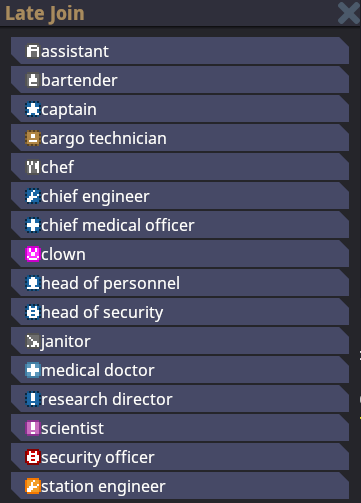 Late Join
assistant
bartender
captain
cargo technician
chef
chief engineer
chief medical officer
clown
head of personnel
head of security
janitor
medical doctor
research director
scientist
security officer
station engineer